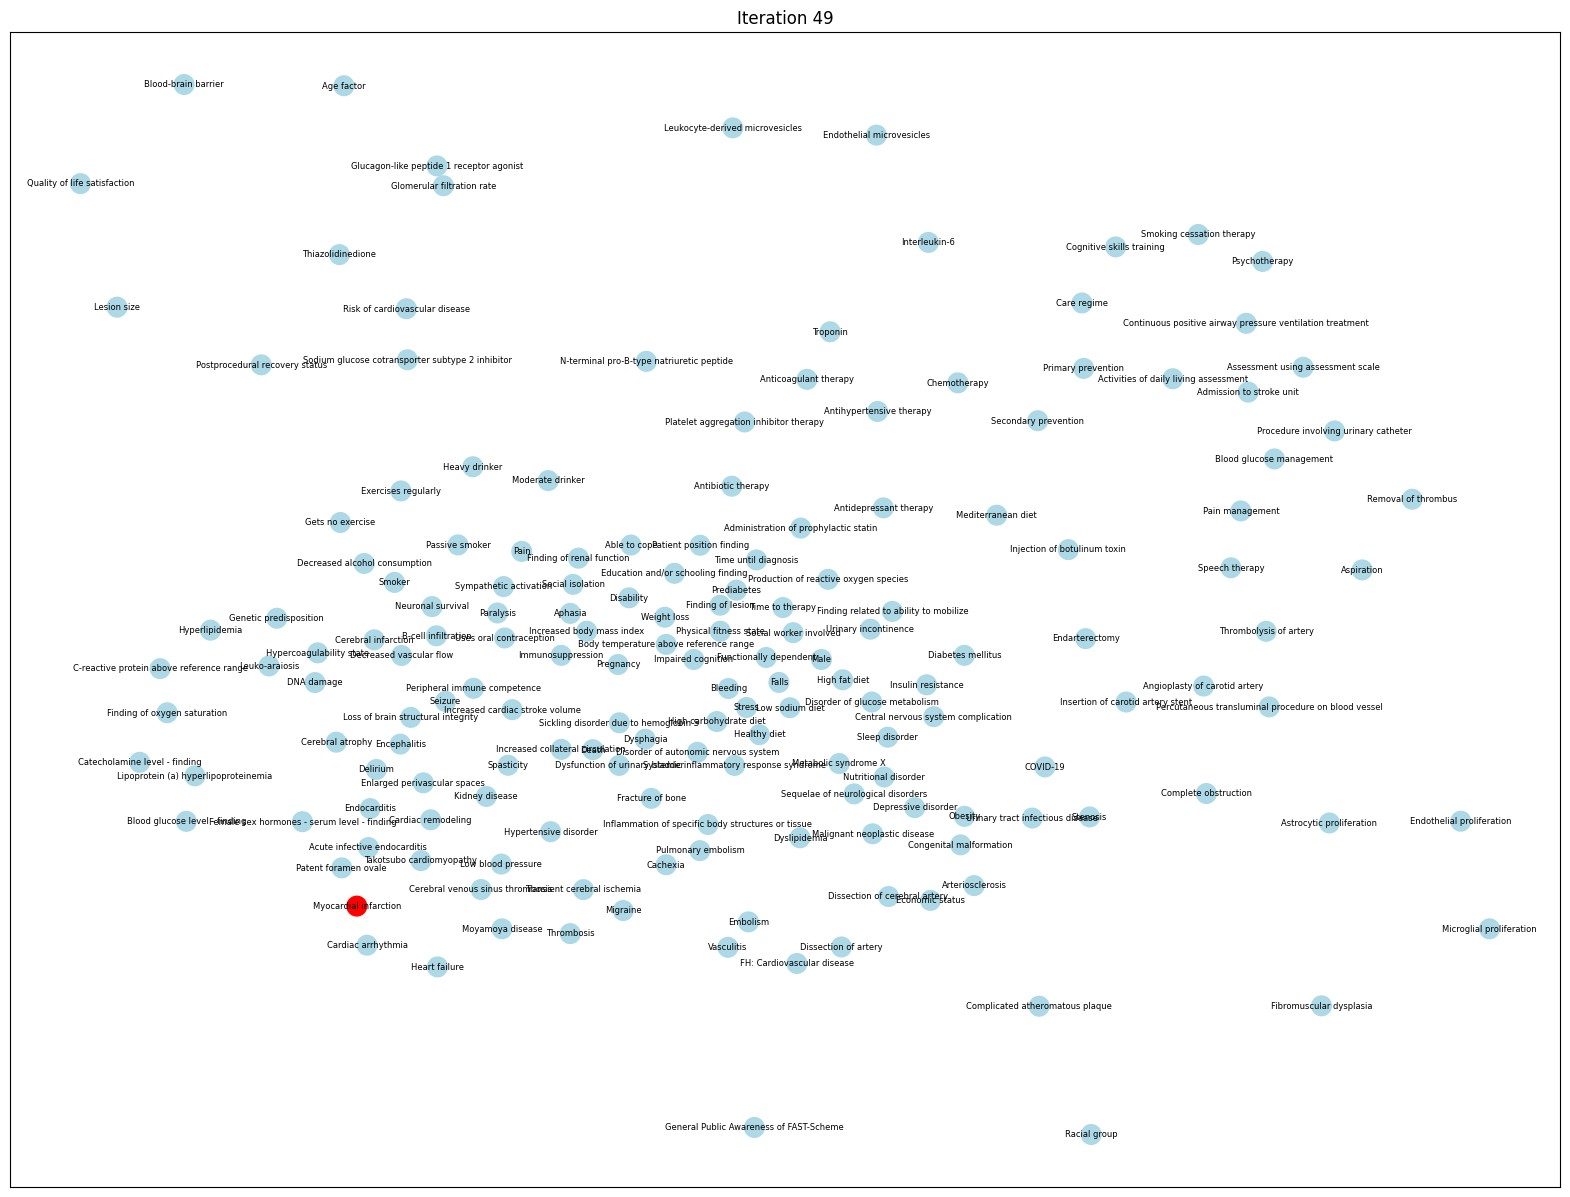 Iteration 49
Blood-brain barrier
Age factor
Leukocyte-derived microvesicles
Endothelial microvesicles
Glucagon-like peptide 1 receptor agonist
Quality of life satisfaction
Glomerular filtration rate
Smoking cessation therapy
Interleukin-6
Cognitive skills training
Thiazolidinedione
Psychotherapy
Care regime
Lesion size
Risk of cardiovascular disease
Continuous positive airway pressure ventilation treatment
Troponin
Sodium glucose cotransporter subtype 2 inhibitor
N-terminal pro-B-type natriuretic peptide
Postprocedural recovery status
Primary prevention
Assessment using assessment scale
Anticoagulant therapy
Activities of daily living assessment
Chemotherapy
Admission to stroke unit
Antihypertensive therapy
Platelet aggregation inhibitor therapy
Secondary prevention
Procedure involving urinary catheter
Blood glucose management
Heavy drinker
Moderate drinker
Antibiotic therapy
Exercises regularly
Removal of thrombus
Antidepressant therapy
Pain management
Mediterranean diet
Gets no exercise
Administration of prophylactic statin
Passive smoker
Able to cope
Patient position finding
Injection of botulinum toxin
Pain
Finding of renal function
Time until diagnosis
Decreased alcohol consumption
Speech therapy
Aspiration
Education and/or schooling finding
Production of reactive oxygen species
Smoker
Sympathetic activation
Social isolation
Prediabetes
Disability
Neuronal survival
Finding of lesion
Time to therapy
Paralysis
Aphasia
Finding related to ability to mobilize
Genetic predisposition
Weight loss
Hyperlipidemia
Increased body mass index
Physical fitness state
Social worker involved
Urinary incontinence
Thrombolysis of artery
Cerebral infarction
B-cell infiltration
Uses oral contraception
Endarterectomy
Body temperature above reference range
Hypercoagulability state
Decreased vascular flow
Immunosuppression
Impaired cognition
Functionally dependent
Male
Diabetes mellitus
Pregnancy
Leuko-araiosis
C-reactive protein above reference range
DNA damage
High fat diet
Falls
Insulin resistance
Angioplasty of carotid artery
Peripheral immune competence
Bleeding
Seizure
Disorder of glucose metabolism
Insertion of carotid artery stent
Increased cardiac stroke volume
Stress
Low sodium diet
Percutaneous transluminal procedure on blood vessel
Finding of oxygen saturation
Loss of brain structural integrity
Central nervous system complication
Sickling disorder due to hemoglobin S
High carbohydrate diet
Healthy diet
Sleep disorder
Dysphagia
Cerebral atrophy
Encephalitis
Increased collateral circulation
Death
Disorder of autonomic nervous system
Catecholamine level - finding
Metabolic syndrome X
Spasticity
Dysfunction of urinary bladder
Systemic inflammatory response syndrome
COVID-19
Delirium
Lipoprotein (a) hyperlipoproteinemia
Nutritional disorder
Enlarged perivascular spaces
Complete obstruction
Sequelae of neurological disorders
Kidney disease
Fracture of bone
Endocarditis
Depressive disorder
Obesity
Urinary tract infectious disease
Stenosis
Cardiac remodeling
Blood glucose level - finding
Female sex hormones - serum level - finding
Endothelial proliferation
Astrocytic proliferation
Inflammation of specific body structures or tissue
Hypertensive disorder
Malignant neoplastic disease
Dyslipidemia
Congenital malformation
Acute infective endocarditis
Pulmonary embolism
Takotsubo cardiomyopathy
Low blood pressure
Cachexia
Patent foramen ovale
Arteriosclerosis
Cerebral venous sinus thrombosis
Transient cerebral ischemia
Dissection of cerebral artery
Economic status
Myocardial infarction
Migraine
Embolism
Moyamoya disease
Microglial proliferation
Thrombosis
Cardiac arrhythmia
Vasculitis
Dissection of artery
FH: Cardiovascular disease
Heart failure
Complicated atheromatous plaque
Fibromuscular dysplasia
General Public Awareness of FAST-Scheme
Racial group